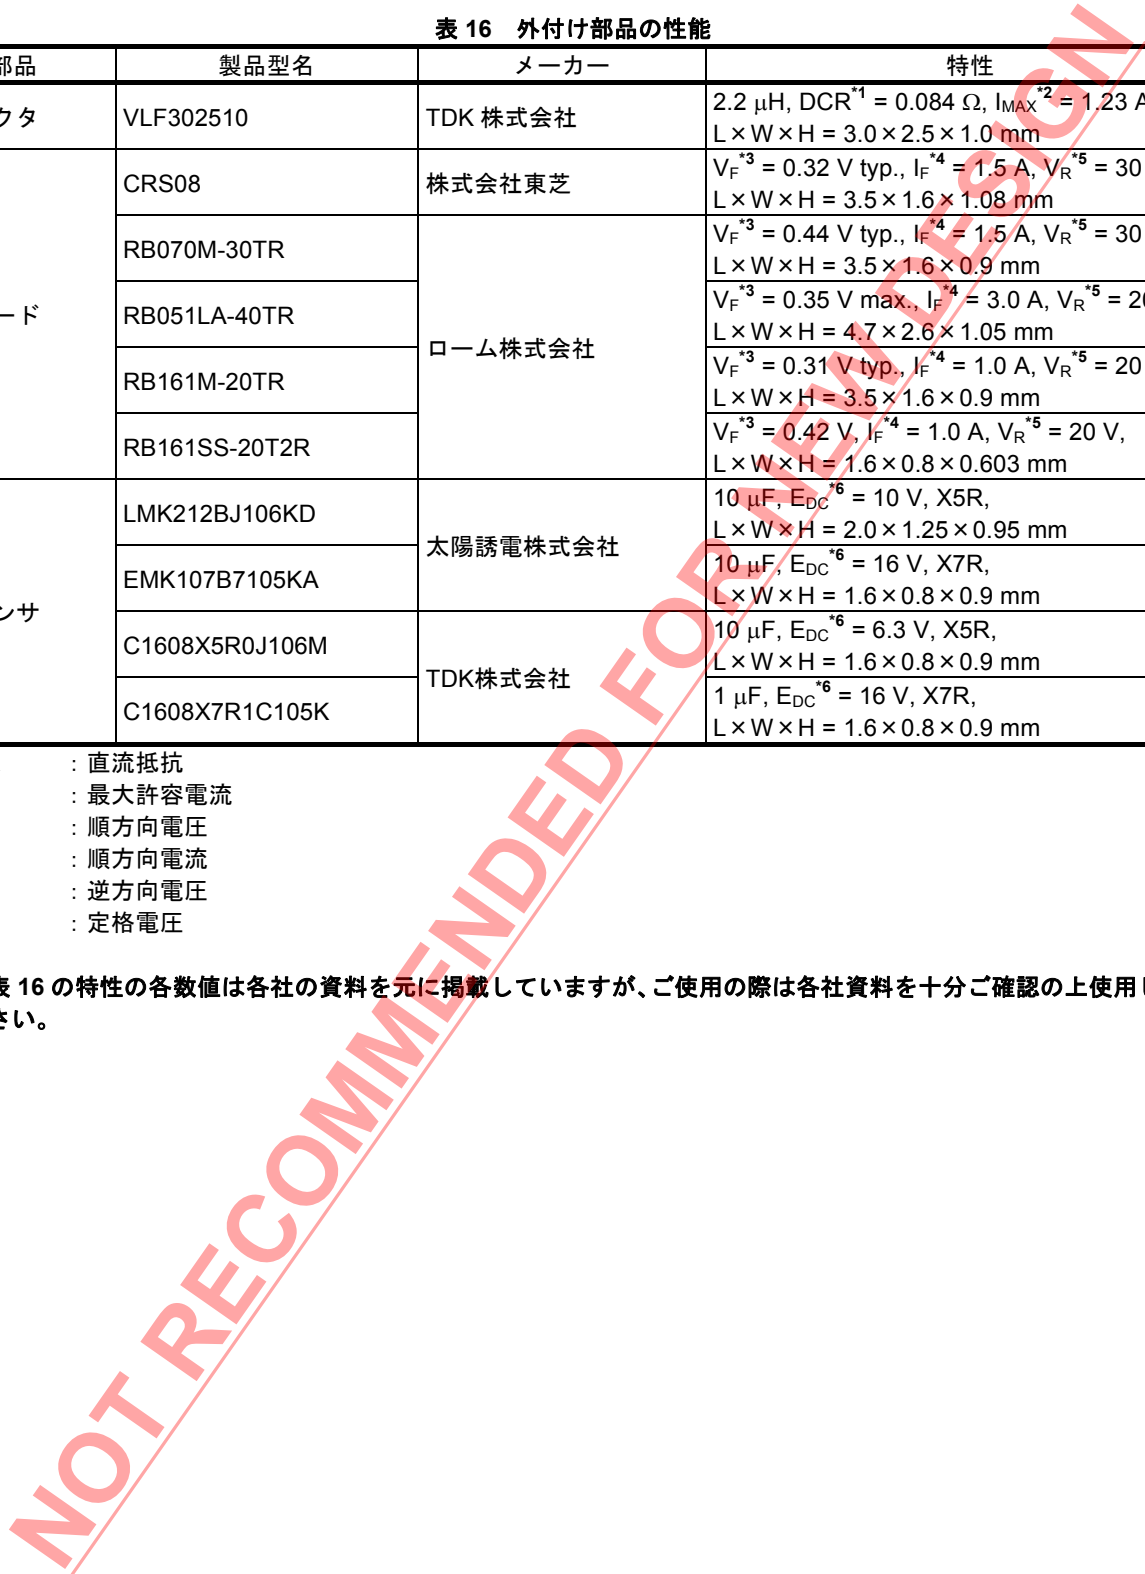 表 16　外付け部品の性能
部品 製品型名 メーカー 特性
クタ VLF302510 TDK 株式会社 2.2 μH, DCR*1 = 0.084 Ω, IMAX*2 = 1.23 A
L×W×H = 3.0×2.5×1.0 mm
CRS08 株式会社東芝 VF*3 = 0.32 V typ., IF*4 = 1.5 A, VR*5 = 30
L×W×H = 3.5×1.6×1.08 mm
ード
RB070M-30TR ローム株式会社 VF*3 = 0.44 V typ., IF*4 = 1.5 A, VR*5 = 30
L×W×H = 3.5×1.6×0.9 mm
RB051LA-40TR VF*3 = 0.35 V max., IF*4 = 3.0 A, VR*5 = 20
L×W×H = 4.7×2.6×1.05 mm
RB161M-20TR VF*3 = 0.31 V typ., IF*4 = 1.0 A, VR*5 = 20
L×W×H = 3.5×1.6×0.9 mm
RB161SS-20T2R VF*3 = 0.42 V, IF*4 = 1.0 A, VR*5 = 20 V,
L×W×H = 1.6×0.8×0.603 mm
ンサ
LMK212BJ106KD 太陽誘電株式会社 10 μF, EDC*6 = 10 V, X5R,
L×W×H = 2.0×1.25×0.95 mm
EMK107B7105KA 10 μF, EDC*6 = 16 V, X7R,
L×W×H = 1.6×0.8×0.9 mm
C1608X5R0J106M TDK株式会社 10 μF, EDC*6 = 6.3 V, X5R,
L×W×H = 1.6×0.8×0.9 mm
C1608X7R1C105K 1 μF, EDC*6 = 16 V, X7R,
L×W×H = 1.6×0.8×0.9 mm
: 直流抵抗
: 最大許容電流
: 順方向電圧
: 順方向電流
: 逆方向電圧
: 定格電圧
表 16 の特性の各数値は各社の資料を元に掲載していますが、ご使用の際は各社資料を十分ご確認の上使用し
さい。
NOT RECOMMENDED FOR NEW DESIGN